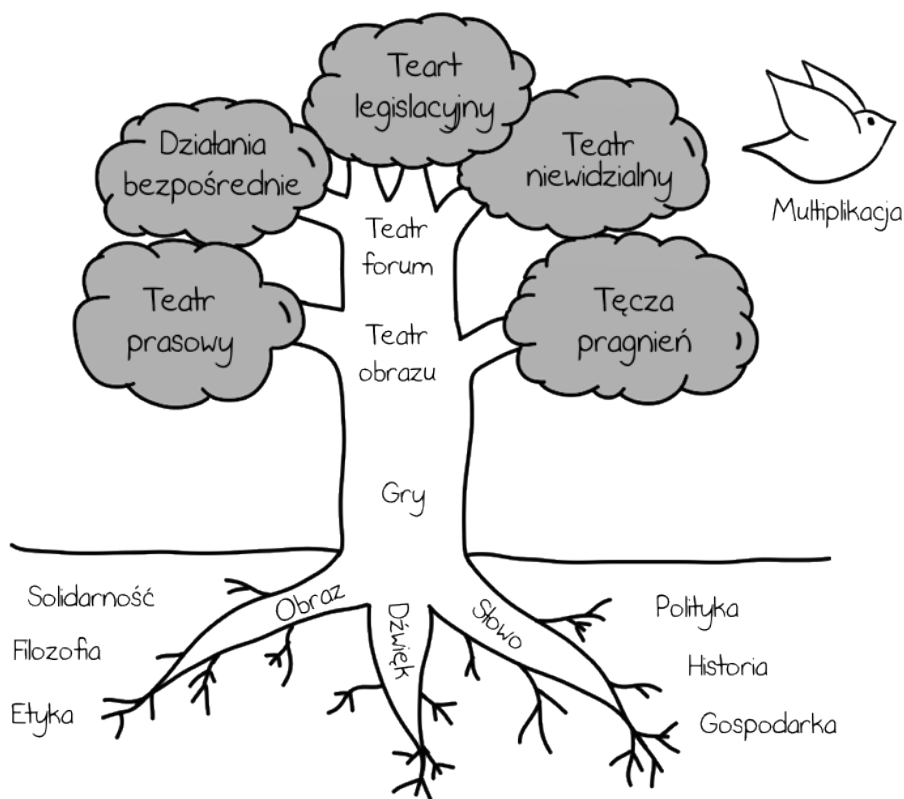 Teart
legislacyjny
Działania
bezpośrednie
Teatr
niewidzialny
Multiplikacja
Teatr
forum
Teatr
prasowy
Tęcza
pragnień
Teatr
obrazu
Gry
Solidarność
Filozofia
Etyka
Obraz
Dźwięk
Słowo
Polityka
Historia
Gospodarka